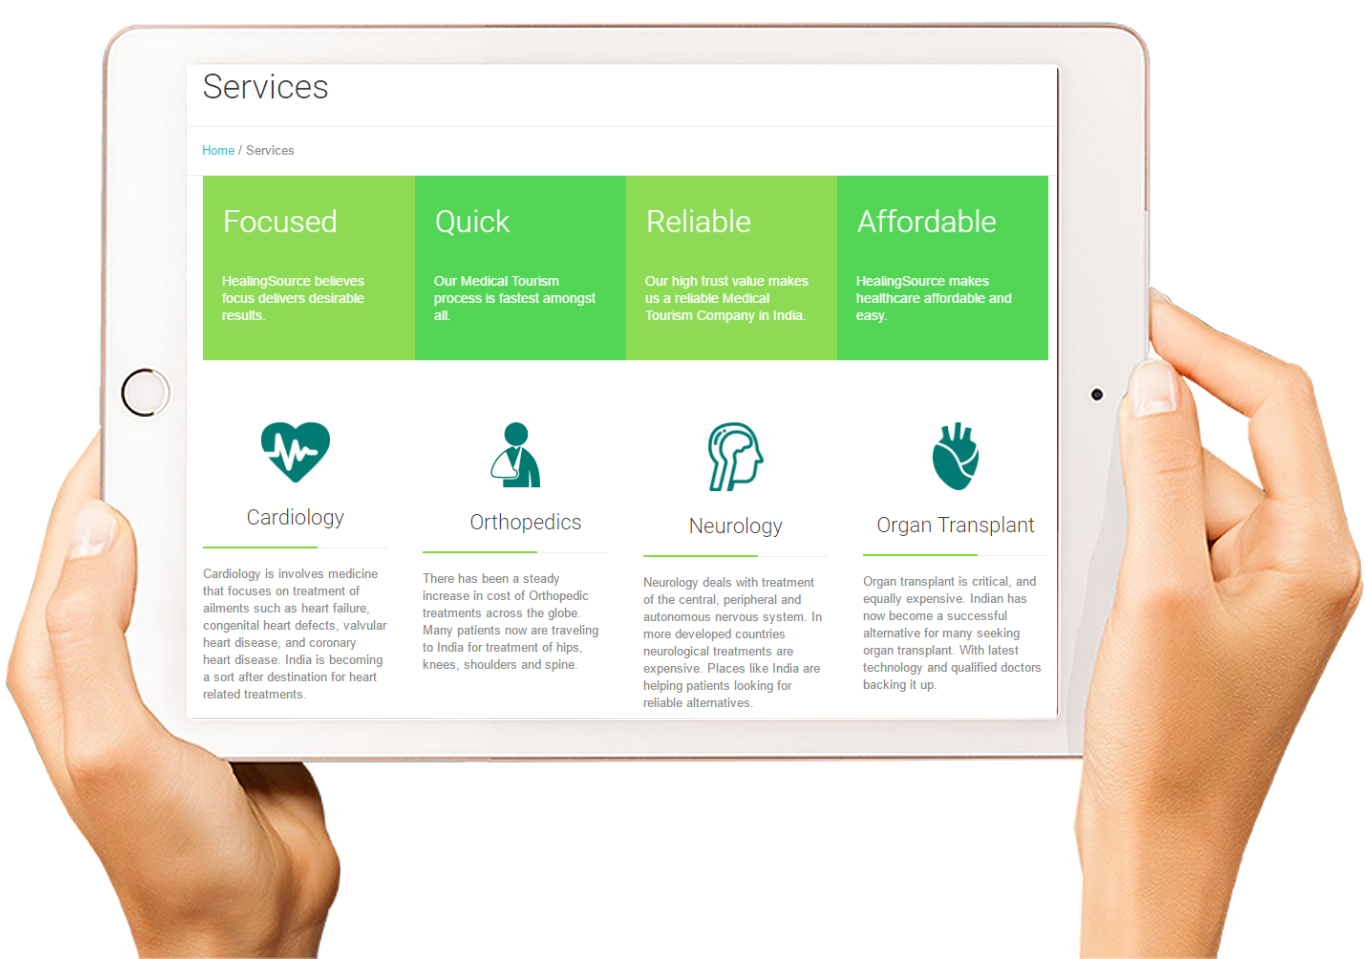 Services
Home / Services
Focused
HealingSource believes
focus delivers desirable
results.
Quick
Our Medical Tourism
process is fastest amongst
all.
Reliable
Our high trust value makes
us a reliable Medical
Tourism Company in India.
Affordable
HealingSource makes
healthcare affordable and
easy.
Cardiology
Cardiology is involves medicine
that focuses on treatment of
ailments such as heart failure,
congenital heart defects, valvular
heart disease, and coronary
heart disease. India is becoming
a sort after destination for heart
related treatments.
Orthopedics
There has been a steady
increase in cost of Orthopedic
treatments across the globe.
Many patients now are traveling
to India for treatment of hips,
knees, shoulders and spine.
Neurology
Neurology deals with treatment
of the central, peripheral and
autonomous nervous system. In
more developed countries
neurological treatments are
expensive. Places like India are
helping patients looking for
reliable alternatives.
Organ Transplant
Organ transplant is critical, and
equally expensive. Indian has
now become a successful
alternative for many seeking
organ transplant. With latest
technology and qualified doctors
backing it up.